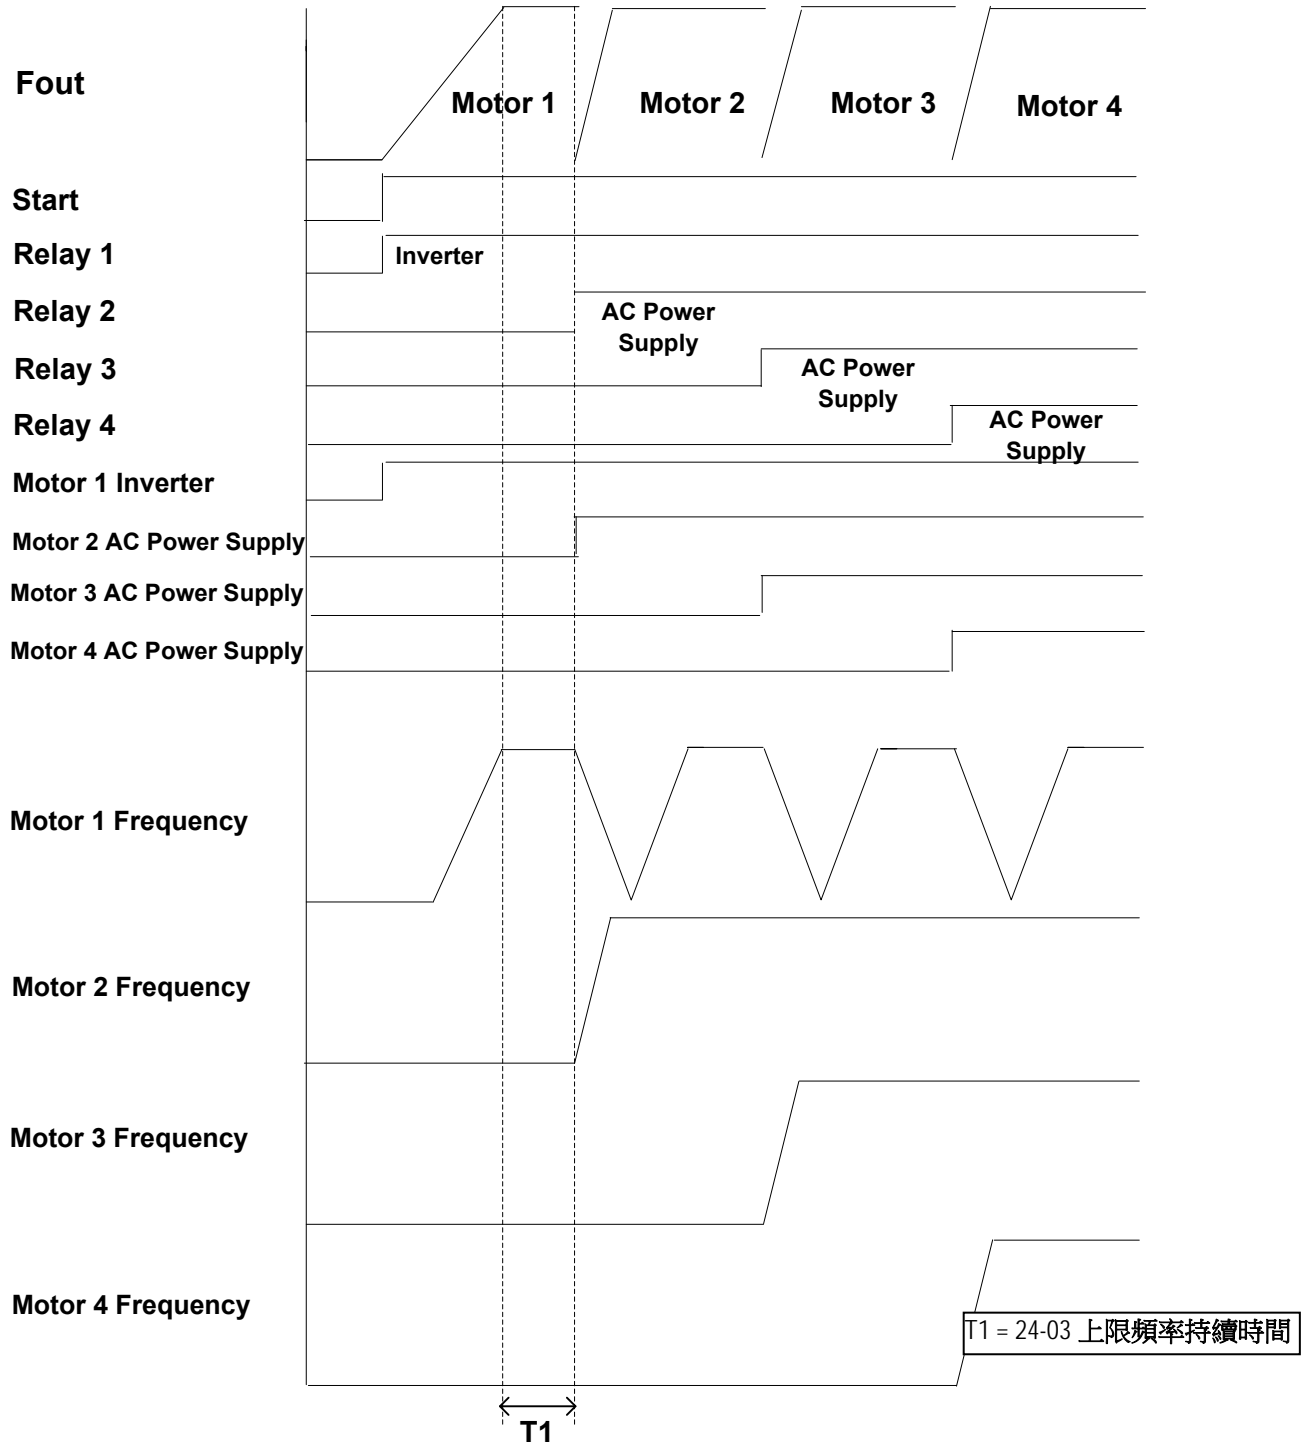 Fout
Motor 1
Motor 2
Motor 3
Motor 4
Start
Relay 1
Inverter
Relay 2
AC Power
Supply
Relay 3
AC Power
Supply
Relay 4
AC Power
Supply
Motor 1 Inverter
Motor 2 AC Power Supply
Motor 3 AC Power Supply
Motor 4 AC Power Supply
Motor 1 Frequency
Motor 2 Frequency
Motor 3 Frequency
Motor 4 Frequency
T1 = 24-03 上限頻率持續時間
T1